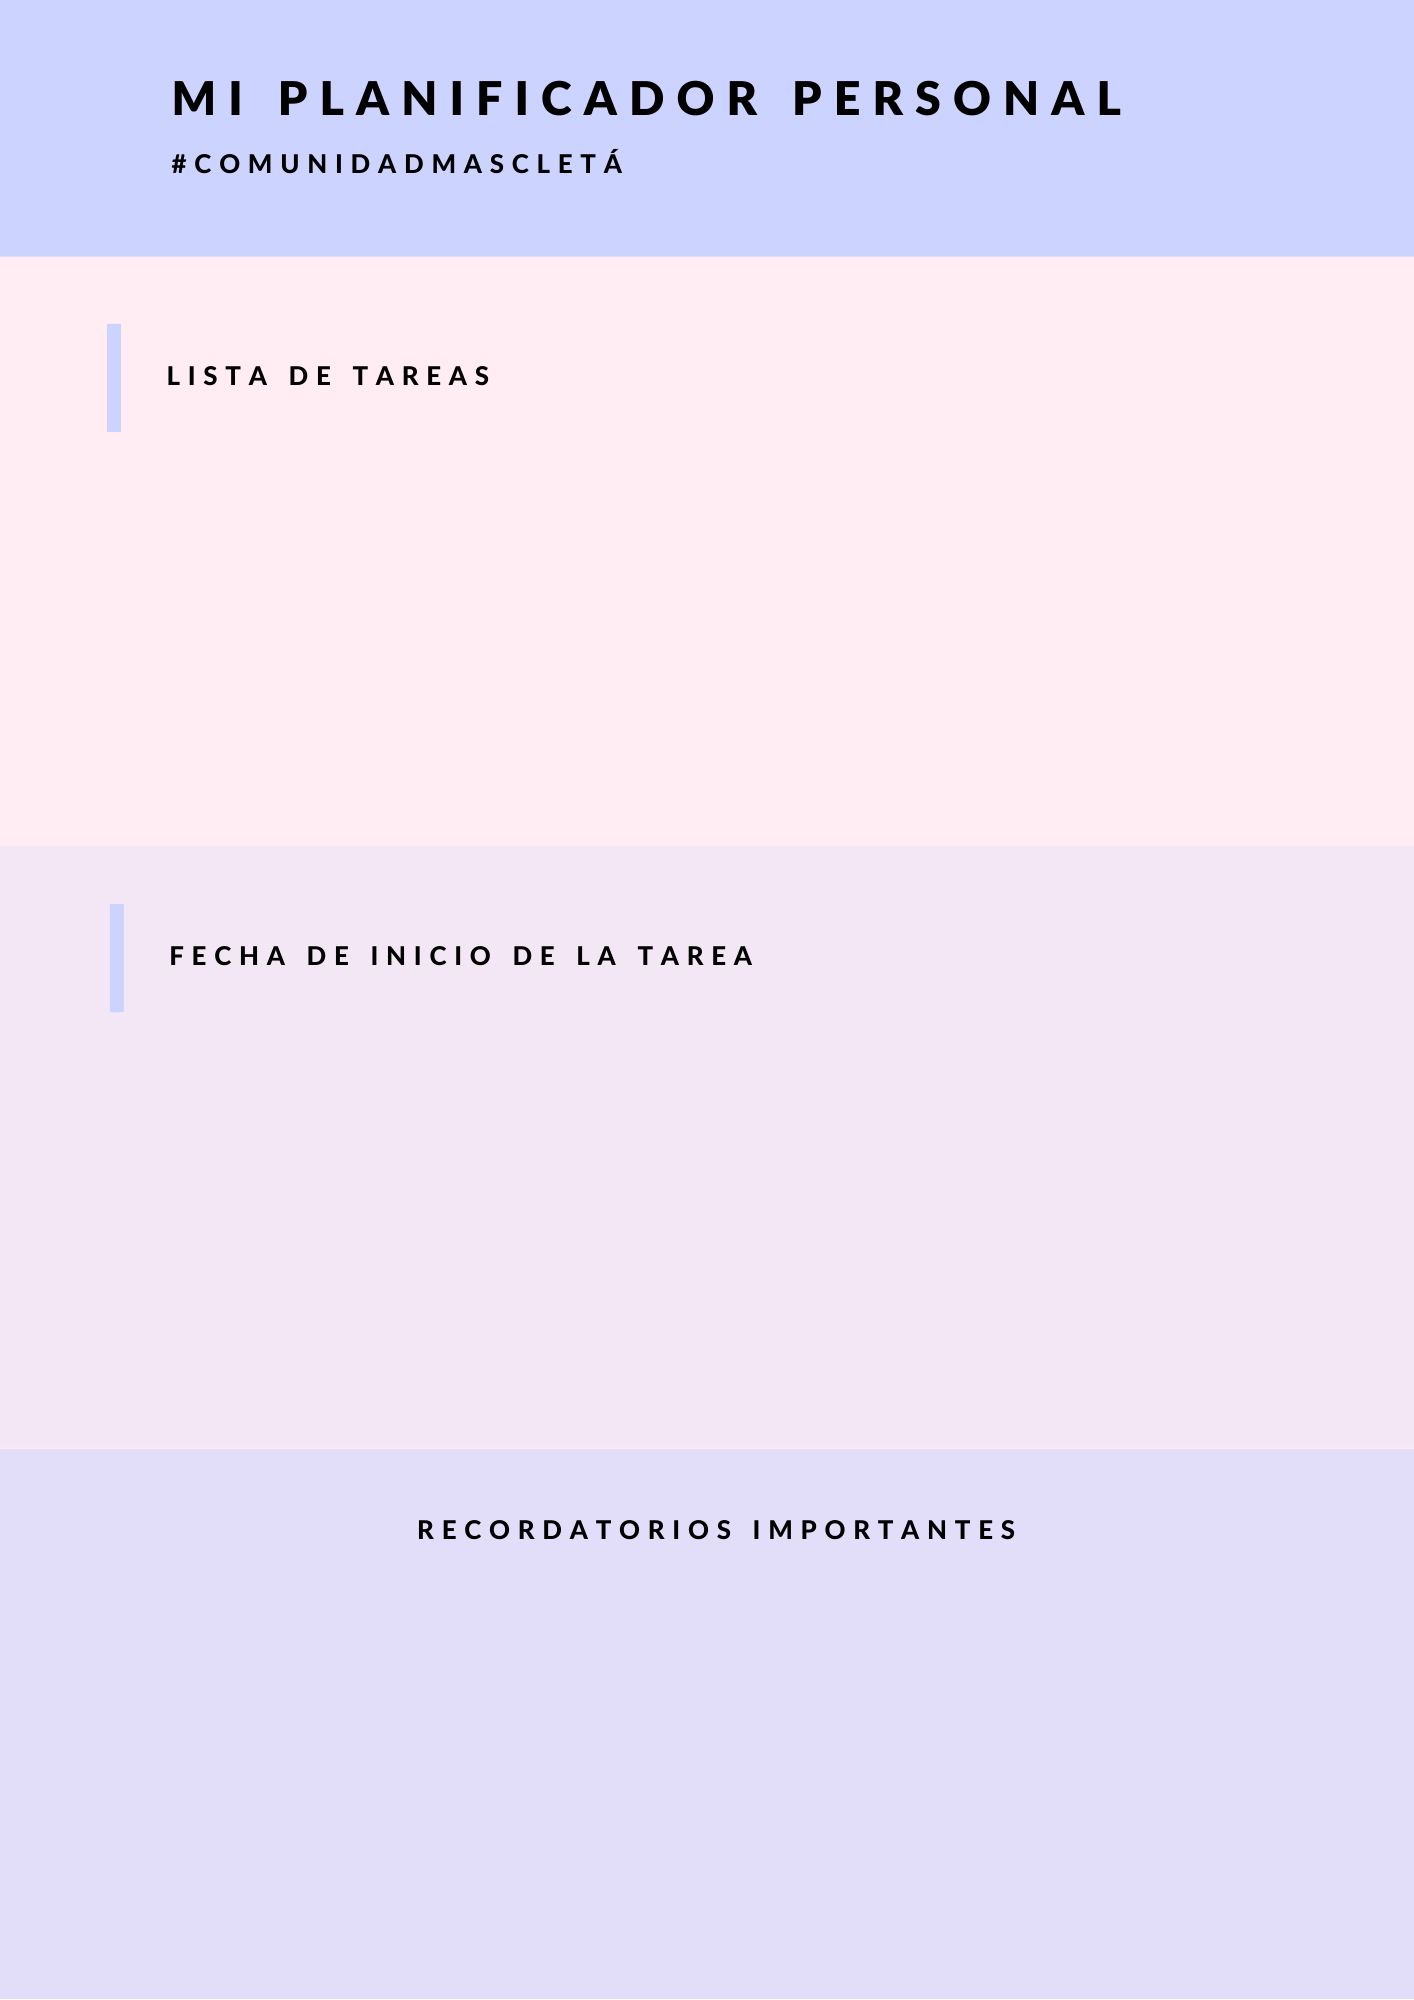 MI PLANIFICADOR PERSONAL
#COMUNIDADMASCLETÁ
LISTA DE TAREAS
FECHA DE INICIO DE LA TAREA
RECORDATORIOS IMPORTANTES